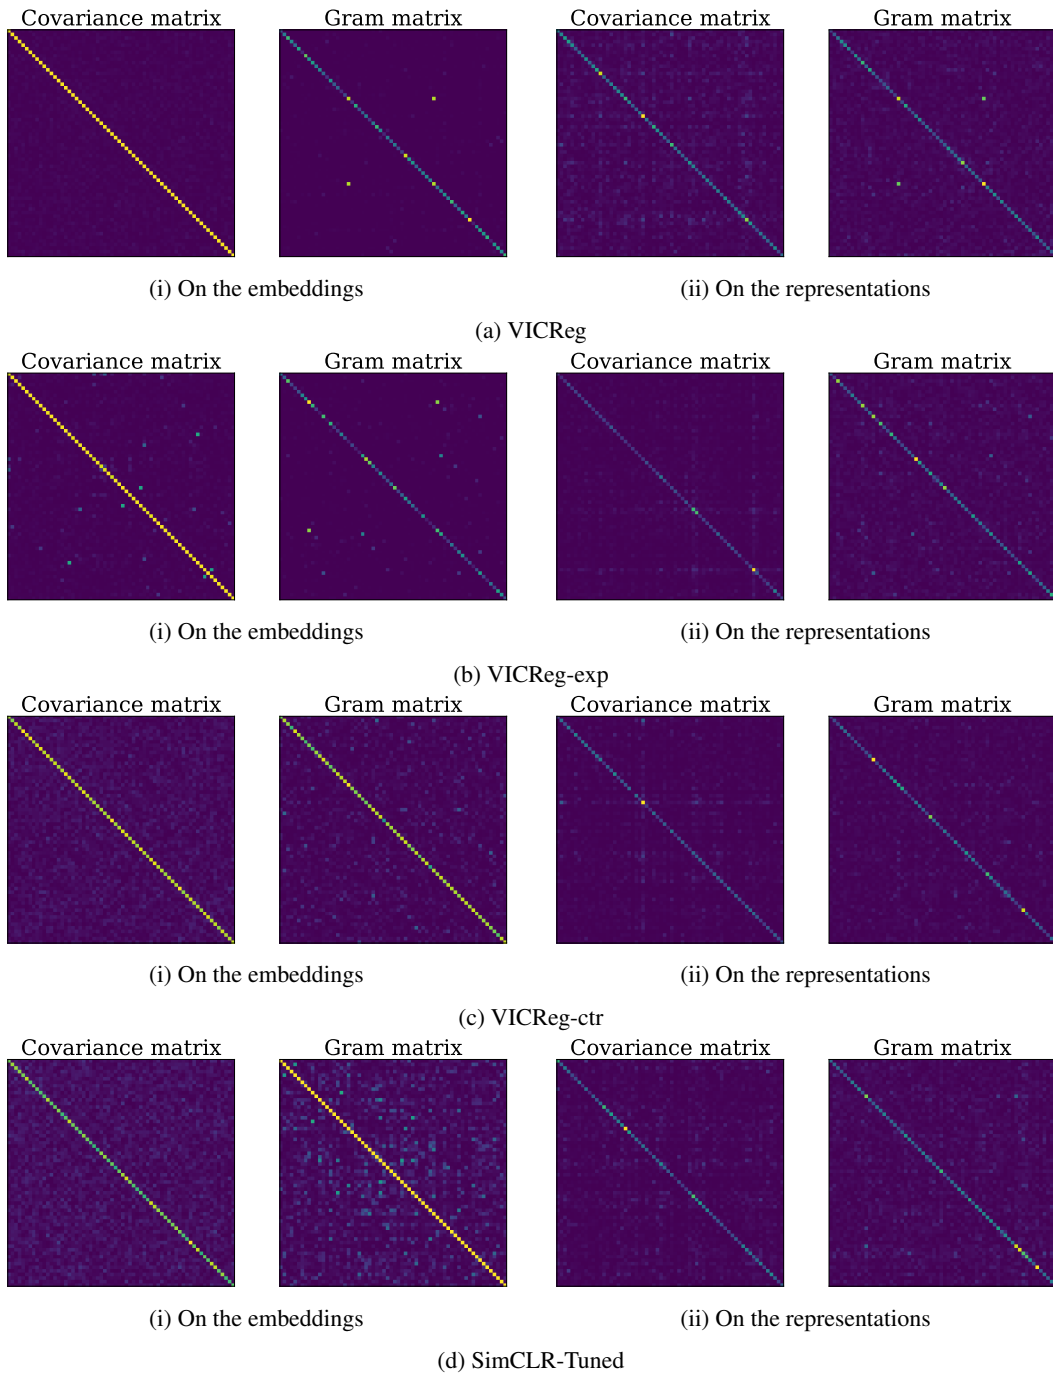 Covariance matrix Gram matrix Covariance matrix Gram matrix
(i) On the embeddings (ii) On the representations
(a) VICReg
Covariance matrix Gram matrix Covariance matrix Gram matrix
(i) On the embeddings (ii) On the representations
(b) VICReg-exp
Covariance matrix Gram matrix Covariance matrix Gram matrix
(i) On the embeddings (ii) On the representations
(c) VICReg-ctr
Covariance matrix Gram matrix Covariance matrix Gram matrix
(i) On the embeddings (ii) On the representations
(d) SimCLR-Tuned